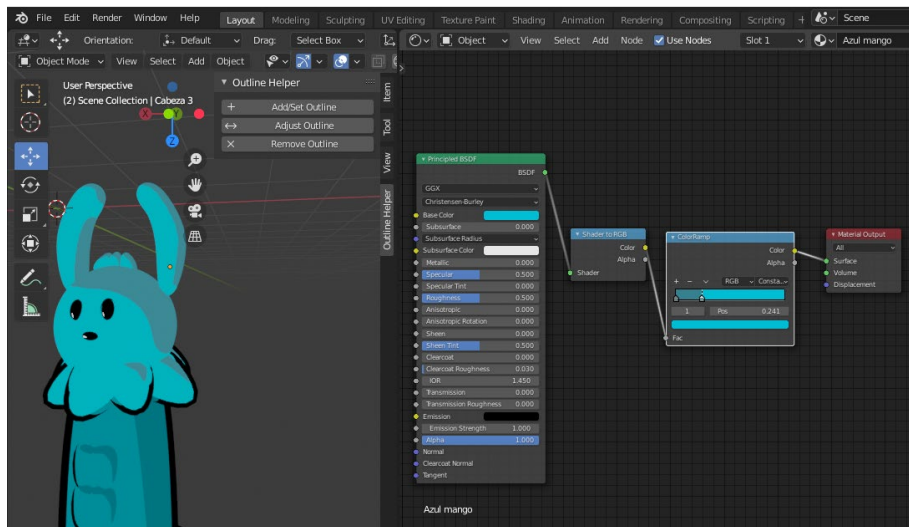 File Edit Render Window Help Layout Modeling Sculpting UV Editing Texture Paint Shading Animation Rendering Compositing Scripting + Scene
Orientation: Default Drag: Select Box Object View Select Add Node Use Nodes Slot 1 Azul mango
Object Mode View Select Add Object
User Perspective
(2) Scene Collection | Cabeza 3
X
Y
Z
Outline Helper
Add/Set Outline
Adjust Outline
Remove Outline
Item
Tool
View
Outline Helper
Principled BSDF
BSDF
GGX
Christensen-Burley
Base Color
Subsurface 0.000
Subsurface Radius
Subsurface Color
Metallic 0.000
Specular 0.500
Specular Tint 0.000
Roughness 0.500
Anisotropic 0.000
Anisotropic Rotation 0.000
Sheen 0.000
Sheen Tint 0.500
Clearcoat 0.000
Clearcoat Roughness 0.030
IOR 1.450
Transmission 0.000
Transmission Roughness 0.000
Emission
Emission Strength 1.000
Alpha 1.000
Normal
Clearcoat Normal
Tangent
Shader to RGB
Color
Alpha
Shader
ColorRamp
Color
Alpha
+ − RGB Consta..
1 Pos 0.241
Fac
Material Output
All
Surface
Volume
Displacement
Azul mango